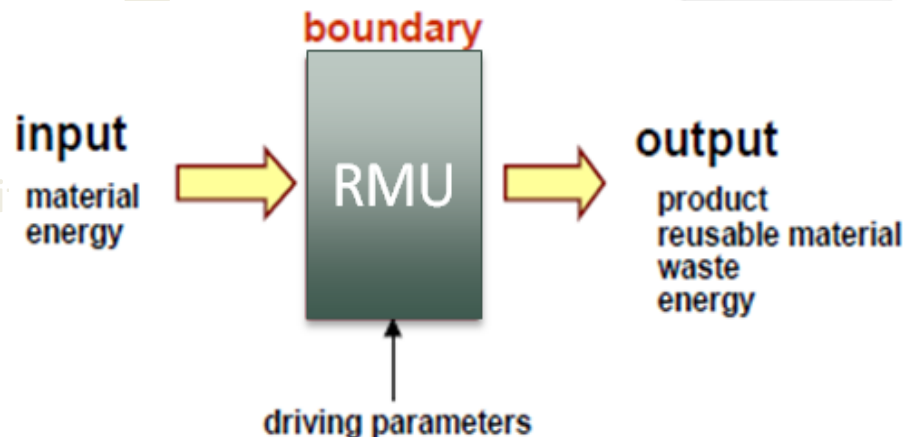 boundary
input
material
energy
RMU
output
product
reusable material
waste
energy
driving parameters